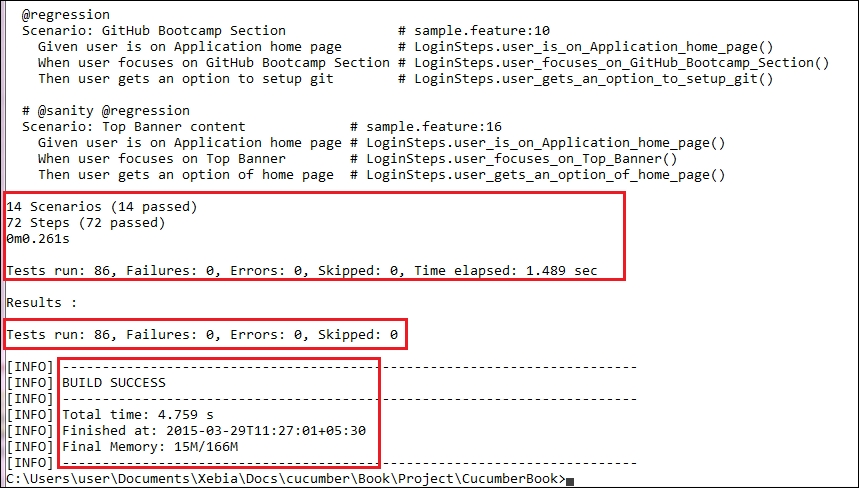 @regression
Scenario: GitHub Bootcamp Section # sample.feature:10
Given user is on Application home page # LoginSteps.user_is_on_Application_home_page()
When user focuses on GitHub Bootcamp Section # LoginSteps.user_focuses_on_GitHub_Bootcamp_Section()
Then user gets an option to setup git # LoginSteps.user_gets_an_option_to_setup_git()
# @sanity @regression
Scenario: Top Banner content # sample.feature:16
Given user is on Application home page # LoginSteps.user_is_on_Application_home_page()
When user focuses on Top Banner # LoginSteps.user_focuses_on_Top_Banner()
Then user gets an option of home page # LoginSteps.user_gets_an_option_of_home_page()
14 Scenarios (14 passed)
72 Steps (72 passed)
0m0.261s
Tests run: 86, Failures: 0, Errors: 0, Skipped: 0, Time elapsed: 1.489 sec
Results :
Tests run: 86, Failures: 0, Errors: 0, Skipped: 0
[INFO] ------------------------------------------------------------------------
[INFO] BUILD SUCCESS
[INFO] ------------------------------------------------------------------------
[INFO] Total time: 4.759 s
[INFO] Finished at: 2015-03-29T11:27:01+05:30
[INFO] Final Memory: 15M/166M
[INFO] ------------------------------------------------------------------------
C:\Users\user\Documents\Xebia\Docs\cucumber\Book\Project\CucumberBook>